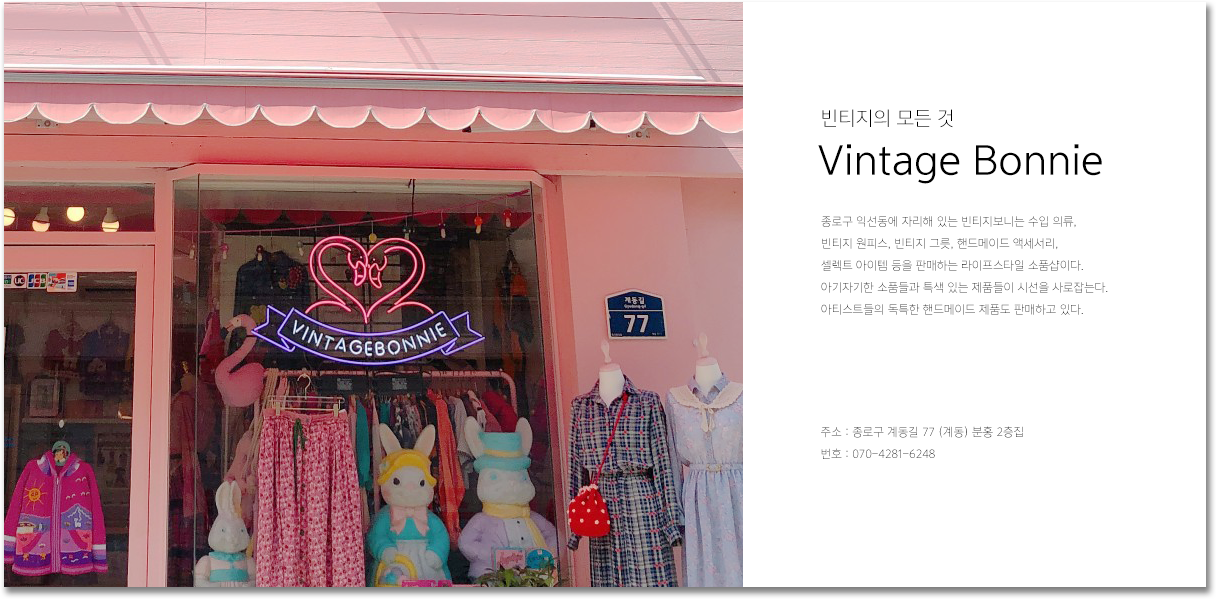 VINTAGEBONNIE
계동길
Gyedong-gil
77
빈티지의 모든 것
Vintage Bonnie
종로구 익선동에 자리해 있는 빈티지보니는 수입 의류,
빈티지 원피스, 빈티지 그릇, 핸드메이드 액세서리,
셀렉트 아이템 등을 판매하는 라이프스타일 소품샵이다.
아기자기한 소품들과 특색 있는 제품들이 시선을 사로잡는다.
아티스트들의 독특한 핸드메이드 제품도 판매하고 있다.
주소 : 종로구 계동길 77 (계동) 분홍 2층집
번호 : 070-4281-6248